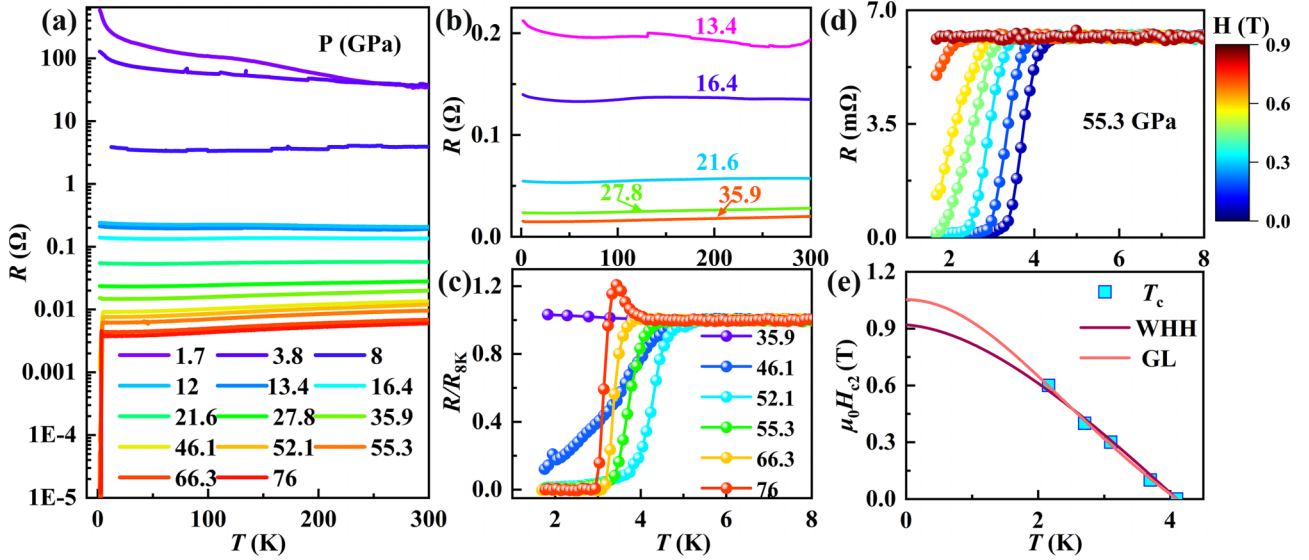 (a)
P (GPa)
R (Ω)
100
10
1
0.1
0.01
0.001
1E-4
1E-5
1.7 3.8 8
12 13.4 16.4
21.6 27.8 35.9
46.1 52.1 55.3
66.3 76
0 100 200 300
T (K)
(b)
R (Ω)
0.2
0.1
0.0
13.4
16.4
21.6
27.8 35.9
0 100 200 300
(c)
R/R8K
1.2
0.8
0.4
0.0
35.9
46.1
52.1
55.3
66.3
76
2 4 6 8
T (K)
(d)
R (mΩ)
7.0
3.5
0.0
55.3 GPa
2 4 6 8
H (T)
0.9
0.6
0.3
0.0
(e)
μ0Hc2 (T)
1.2
0.9
0.6
0.3
0.0
Tc
WHH
GL
0 2 4
T (K)